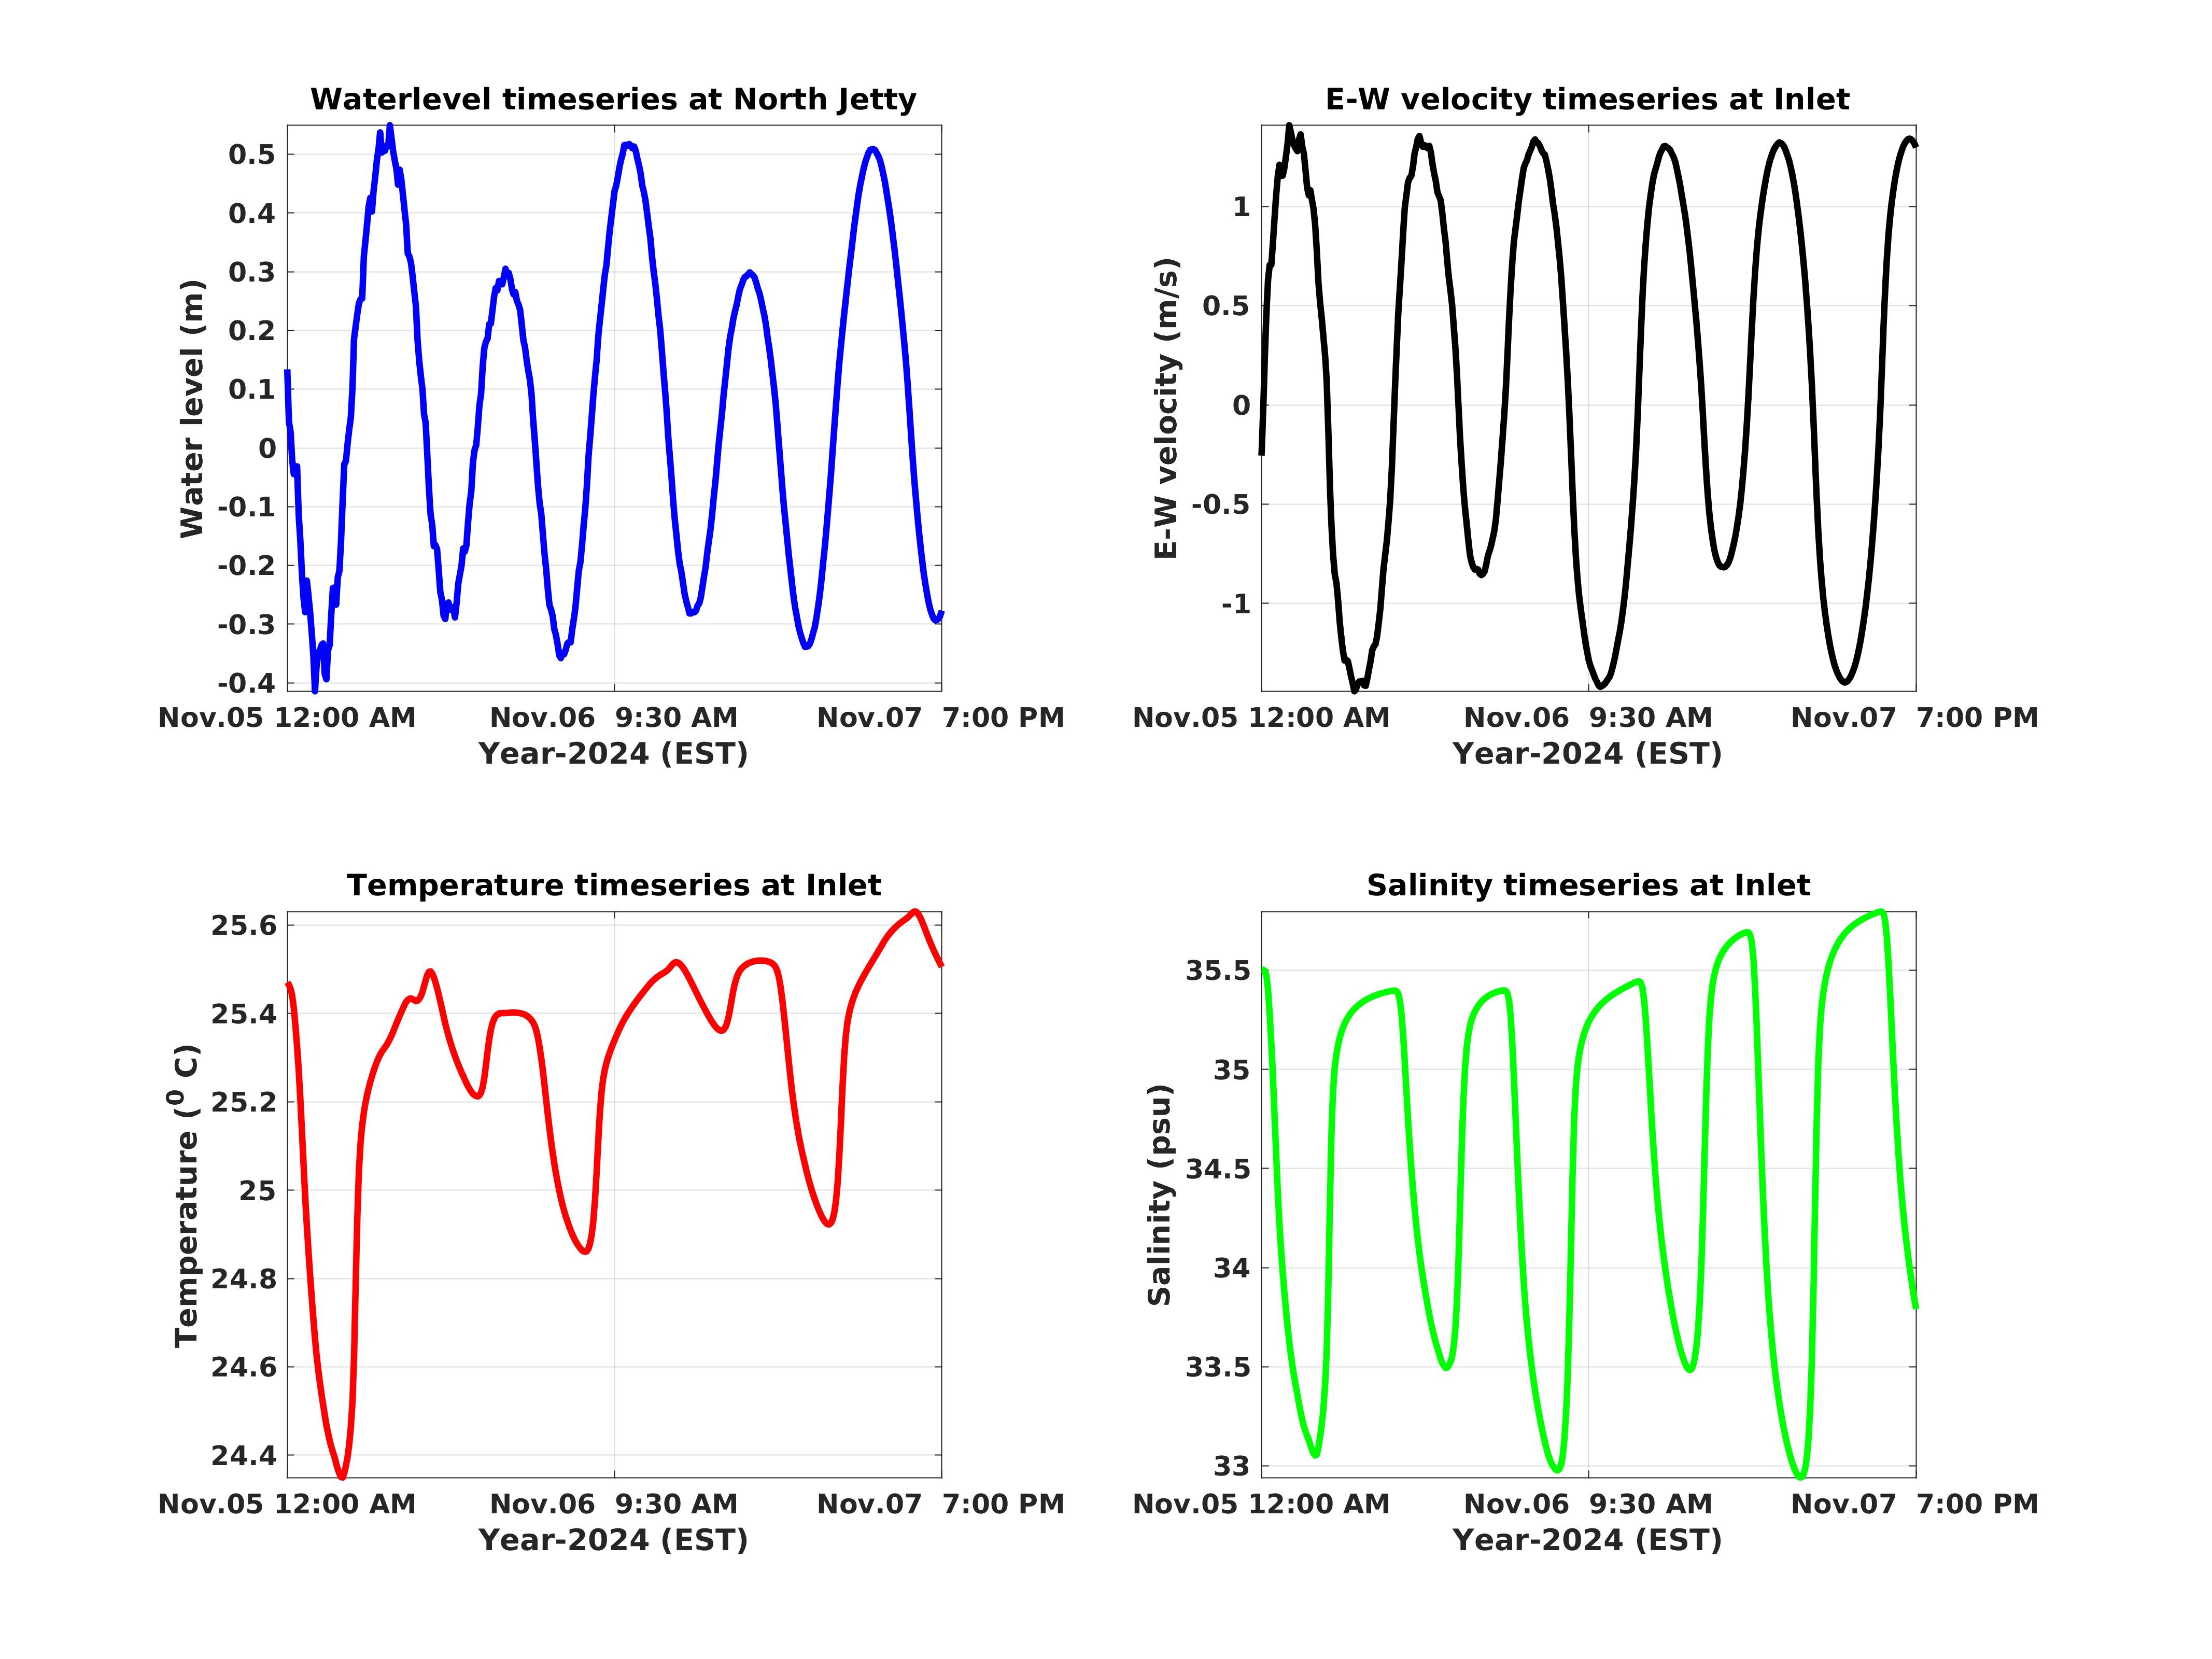 Waterlevel timeseries at North Jetty
Water level (m)
0.5
0.4
0.3
0.2
0.1
0
-0.1
-0.2
-0.3
-0.4
Nov.05 12:00 AM
Nov.06 9:30 AM
Nov.07 7:00 PM
Year-2024 (EST)
E-W velocity timeseries at Inlet
E-W velocity (m/s)
1
0.5
0
-0.5
-1
Nov.05 12:00 AM
Nov.06 9:30 AM
Nov.07 7:00 PM
Year-2024 (EST)
Temperature timeseries at Inlet
Temperature (⁰ C)
25.6
25.4
25.2
25
24.8
24.6
24.4
Nov.05 12:00 AM
Nov.06 9:30 AM
Nov.07 7:00 PM
Year-2024 (EST)
Salinity timeseries at Inlet
Salinity (psu)
35.5
35
34.5
34
33.5
33
Nov.05 12:00 AM
Nov.06 9:30 AM
Nov.07 7:00 PM
Year-2024 (EST)